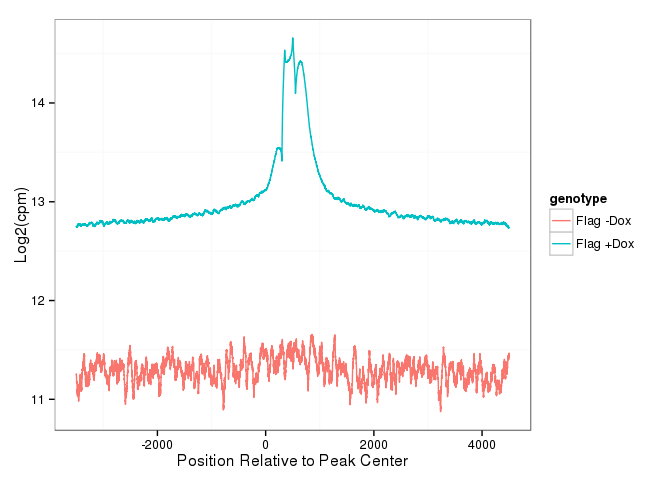 Log2(cpm)
14
13
12
11
-2000
0
2000
4000
Position Relative to Peak Center
genotype
Flag -Dox
Flag +Dox